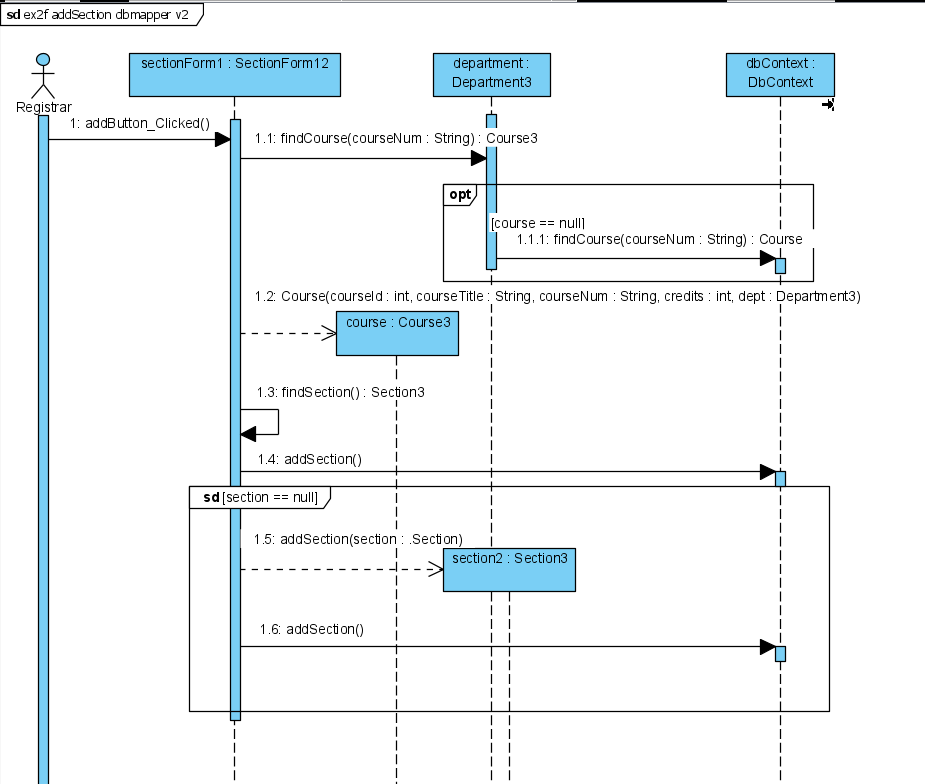 sd ex2f addSection dbmapper v2
sectionForm1 : SectionForm12
department :
Department3
dbContext :
DbContext
Registrar
1: addButton_Clicked()
1.1: findCourse(courseNum : String) : Course3
opt
[course == null]
1.1.1: findCourse(courseNum : String) : Course
1.2: Course(courseId : int, courseTitle : String, courseNum : String, credits : int, dept : Department3)
course : Course3
1.3: findSection() : Section3
1.4: addSection()
sd [section == null]
1.5: addSection(section : .Section)
section2 : Section3
1.6: addSection()